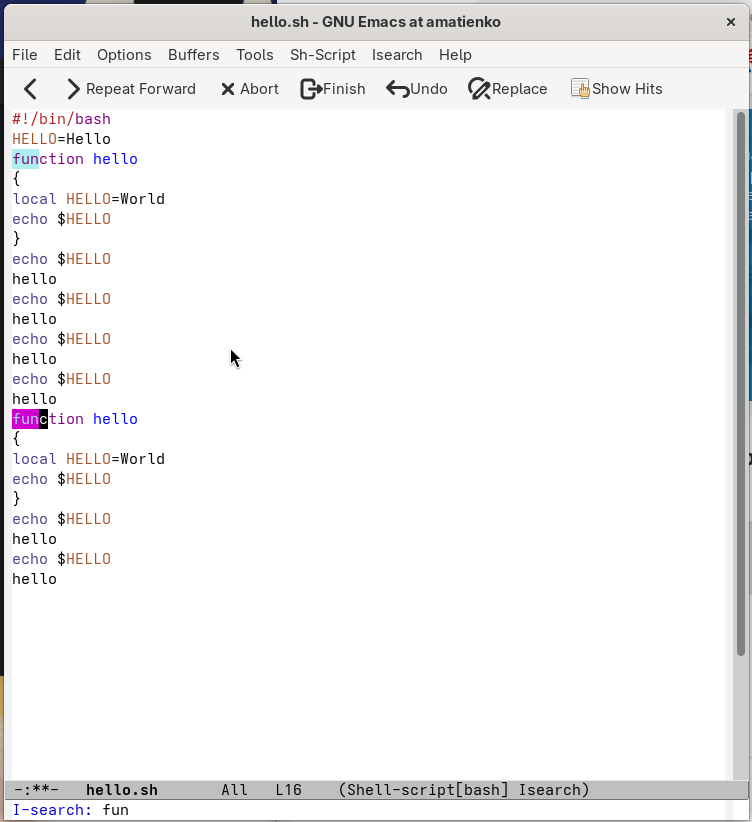 hello.sh - GNU Emacs at amatienko
File Edit Options Buffers Tools Sh-Script Isearch Help
Repeat Forward Abort Finish Undo Replace Show Hits
#!/bin/bash
HELLO=Hello
function hello
{
local HELLO=World
echo $HELLO
}
echo $HELLO
hello
echo $HELLO
hello
echo $HELLO
hello
echo $HELLO
hello
function hello
{
local HELLO=World
echo $HELLO
}
echo $HELLO
hello
echo $HELLO
hello
-:**- hello.sh All L16 (Shell-script[bash] Isearch)
I-search: fun